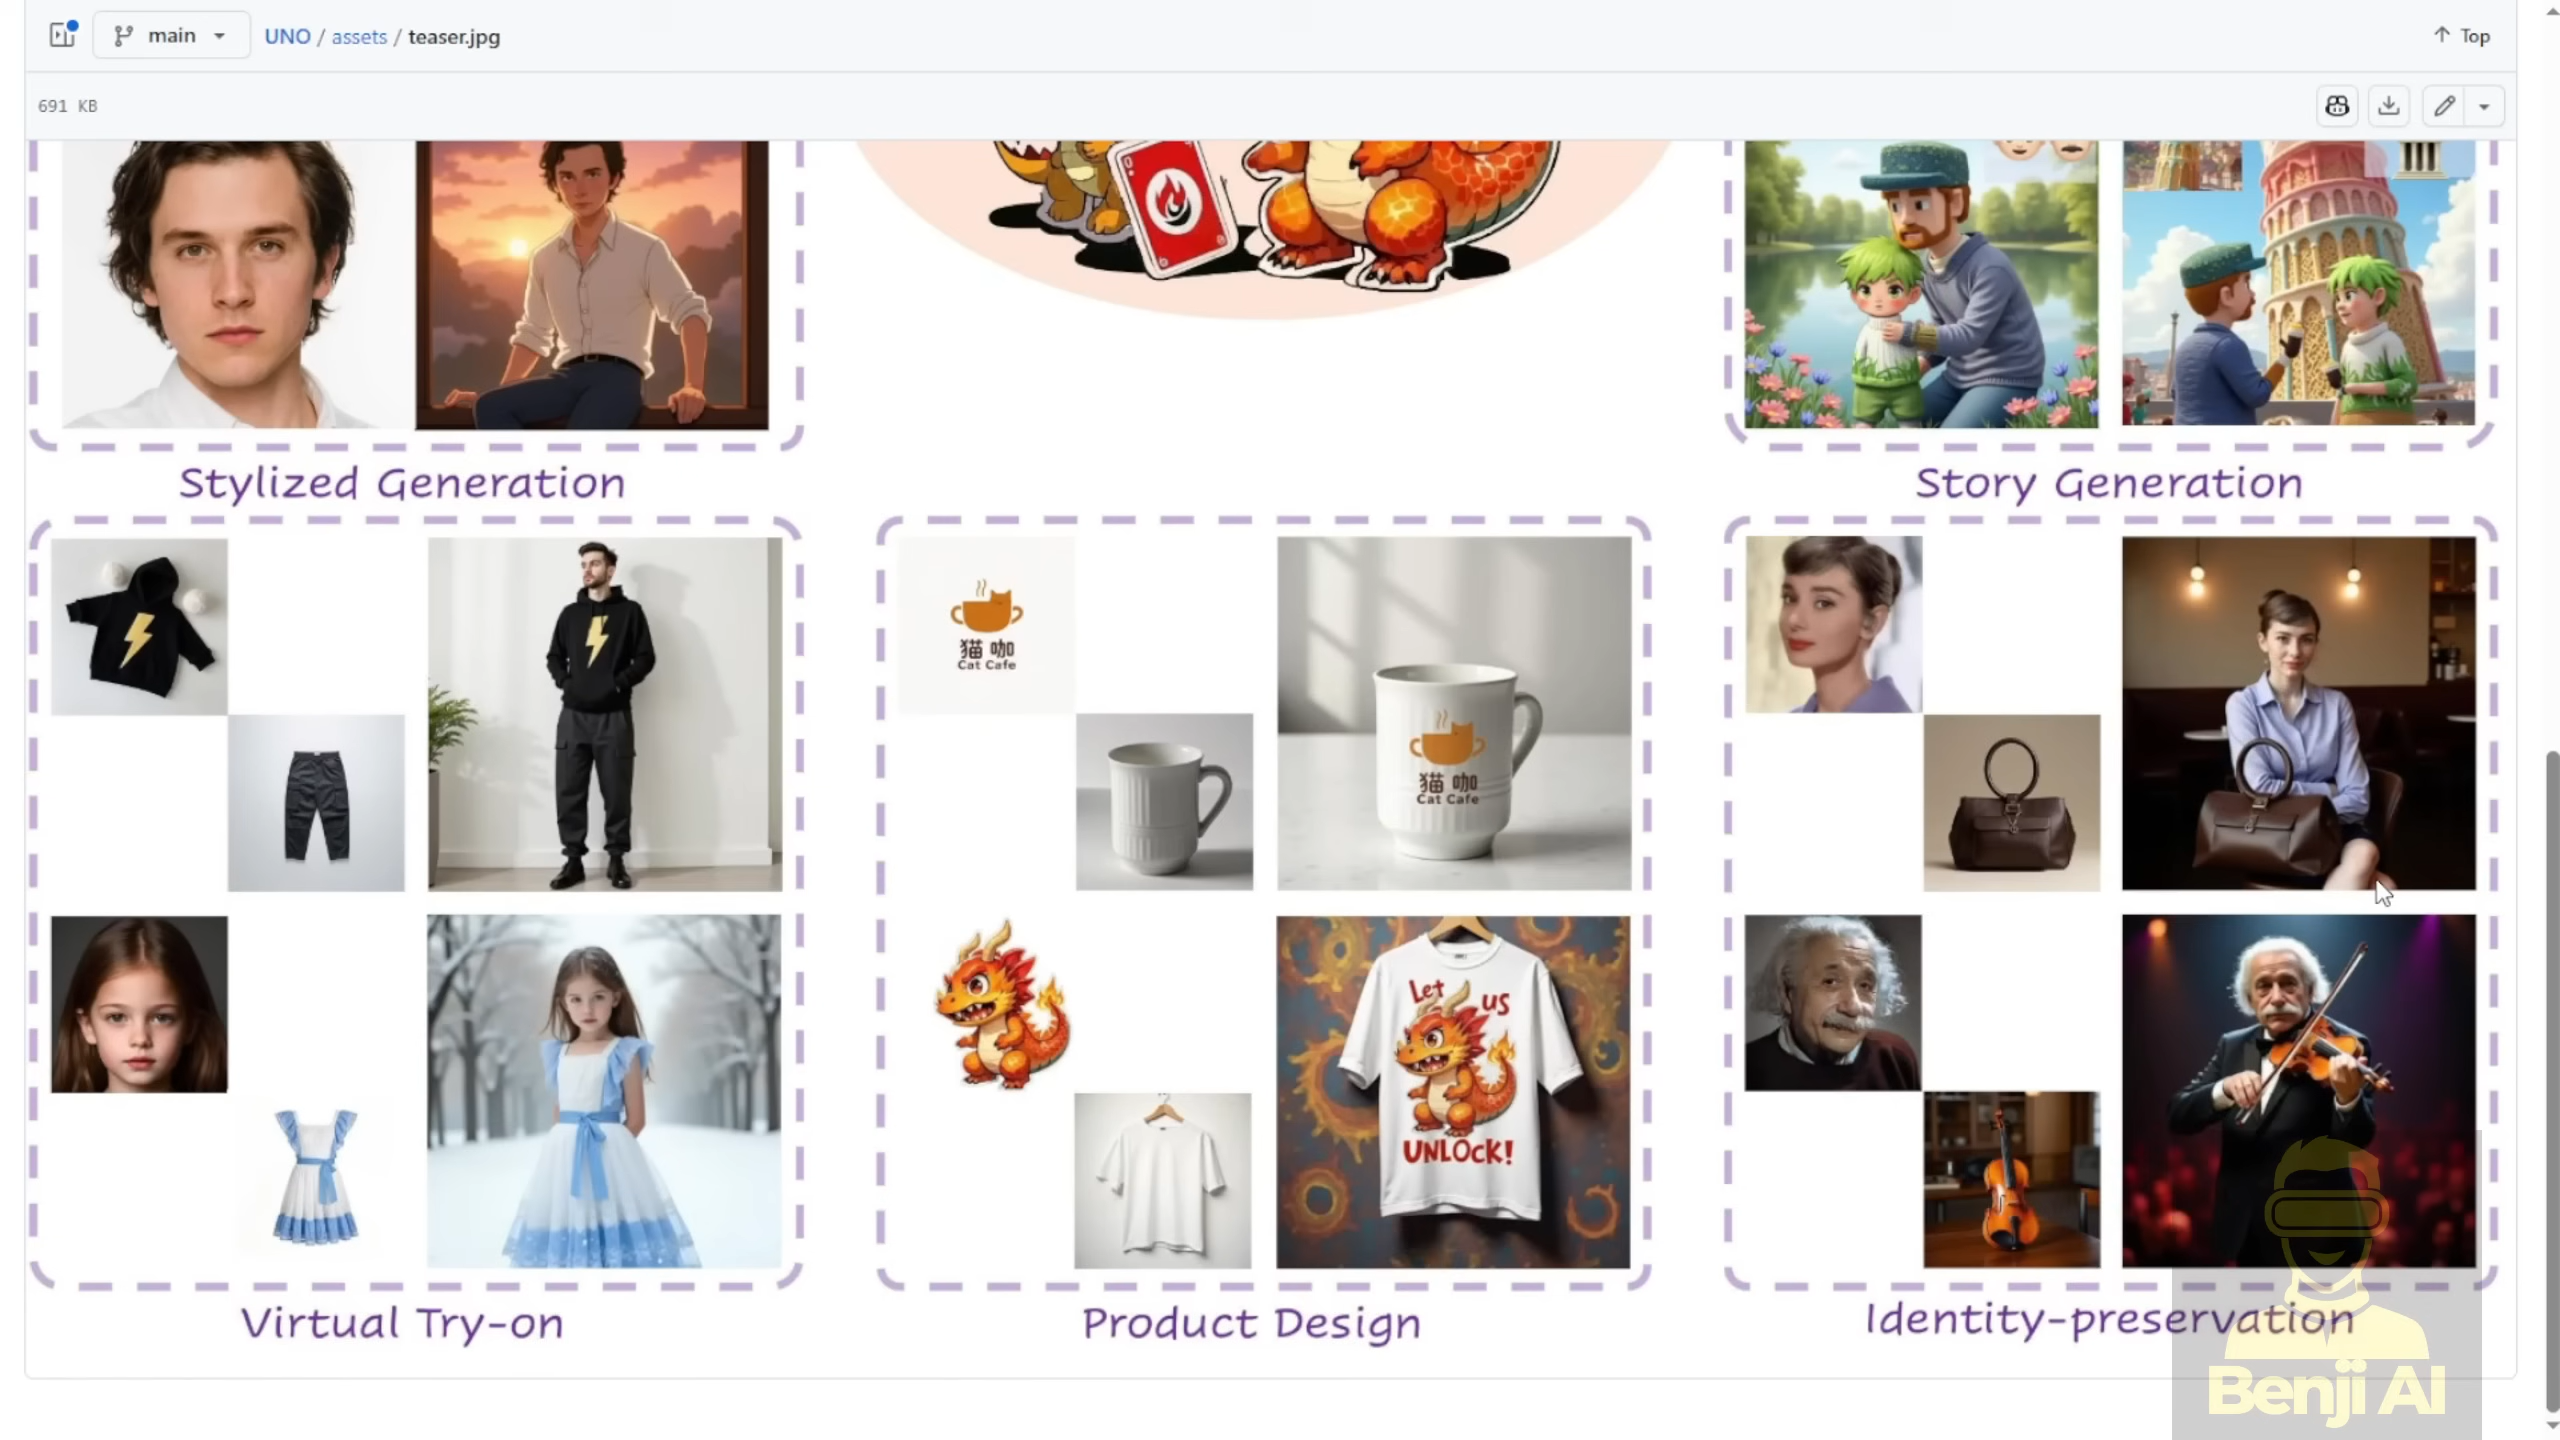 main
UNO / assets / teaser.jpg
Top
691 KB
Stylized Generation
Story Generation
猫 咖
Cat Cafe
猫 咖
Cat Cafe
Let us
UNLOCK!
Virtual Try-on
Product Design
Identity-preservation
Benji AI